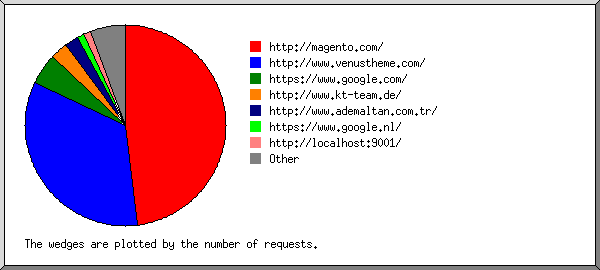 http://magento.com/
http://www.venustheme.com/
https://www.google.com/
http://www.kt-team.de/
http://www.ademaltan.com.tr/
https://www.google.nl/
http://localhost:9001/
Other
The wedges are plotted by the number of requests.